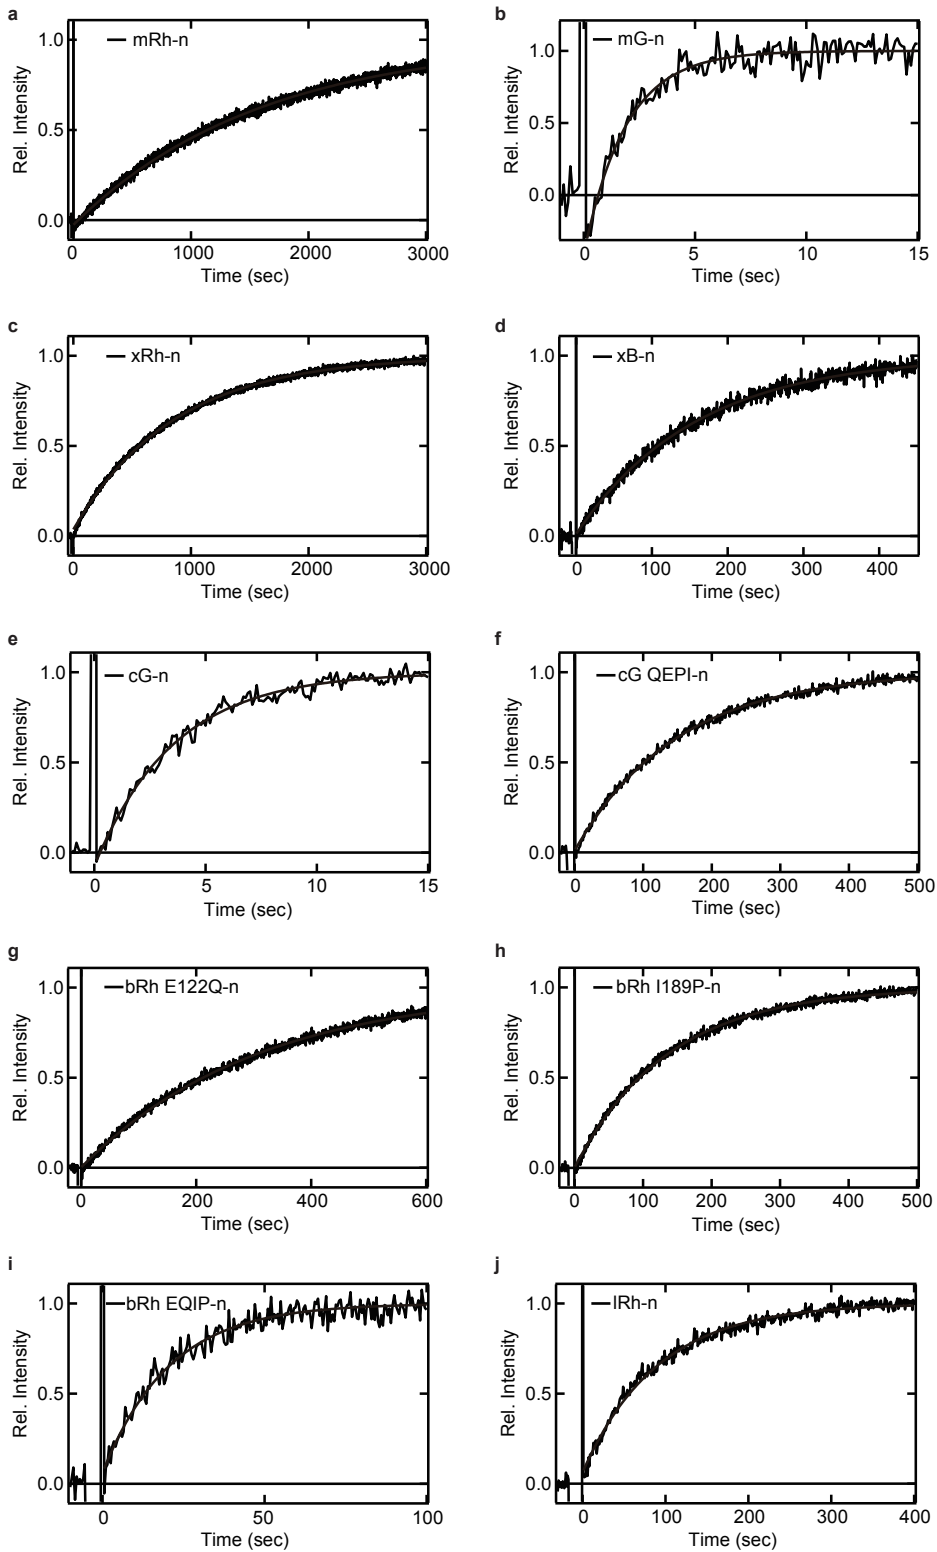 a
1.0
0.5
0.0
Rel. Intensity
mRh-n
0
1000
2000
3000
Time (sec)
b
1.0
0.5
0.0
Rel. Intensity
mG-n
0
5
10
15
Time (sec)
c
1.0
0.5
0.0
Rel. Intensity
xRh-n
0
1000
2000
3000
Time (sec)
d
1.0
0.5
0.0
Rel. Intensity
xB-n
0
100
200
300
400
Time (sec)
e
1.0
0.5
0.0
Rel. Intensity
cG-n
0
5
10
15
Time (sec)
f
1.0
0.5
0.0
Rel. Intensity
cG QEPI-n
0
100
200
300
400
500
Time (sec)
g
1.0
0.5
0.0
Rel. Intensity
bRh E122Q-n
0
200
400
600
Time (sec)
h
1.0
0.5
0.0
Rel. Intensity
bRh I189P-n
0
100
200
300
400
500
Time (sec)
i
1.0
0.5
0.0
Rel. Intensity
bRh EQIP-n
0
50
100
Time (sec)
j
1.0
0.5
0.0
Rel. Intensity
lRh-n
0
100
200
300
400
Time (sec)